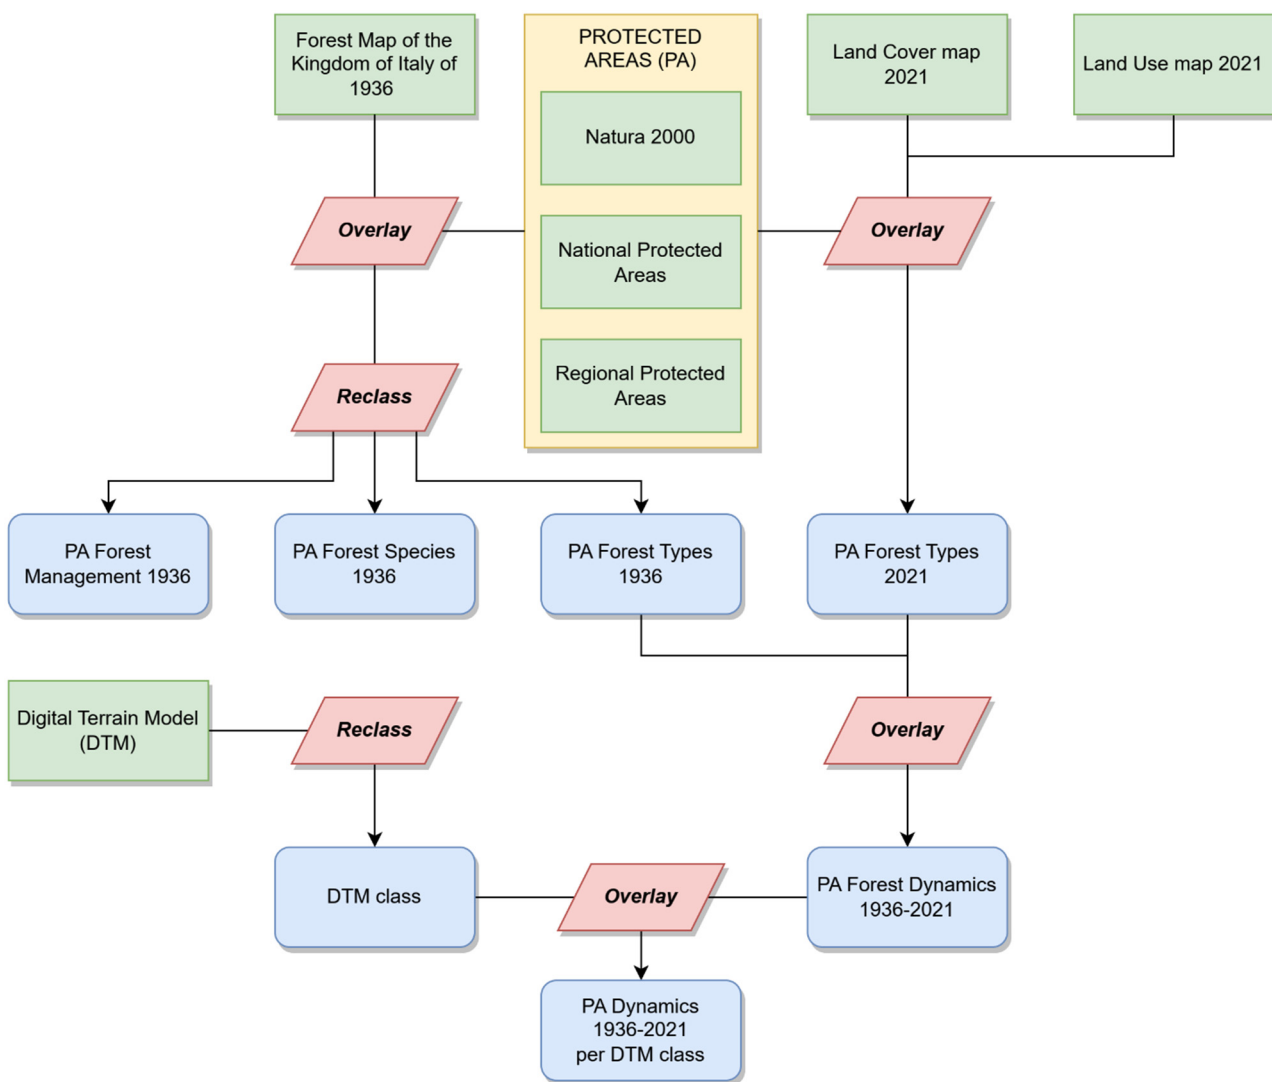 Forest Map of the
Kingdom of Italy of
1936
PROTECTED
AREAS (PA)
Natura 2000
National Protected
Areas
Regional Protected
Areas
Land Cover map
2021
Land Use map 2021
Overlay
Overlay
Reclass
PA Forest
Management 1936
PA Forest Species
1936
PA Forest Types
1936
PA Forest Types
2021
Digital Terrain Model
(DTM)
Reclass
Overlay
DTM class
Overlay
PA Forest Dynamics
1936-2021
PA Dynamics
1936-2021
per DTM class